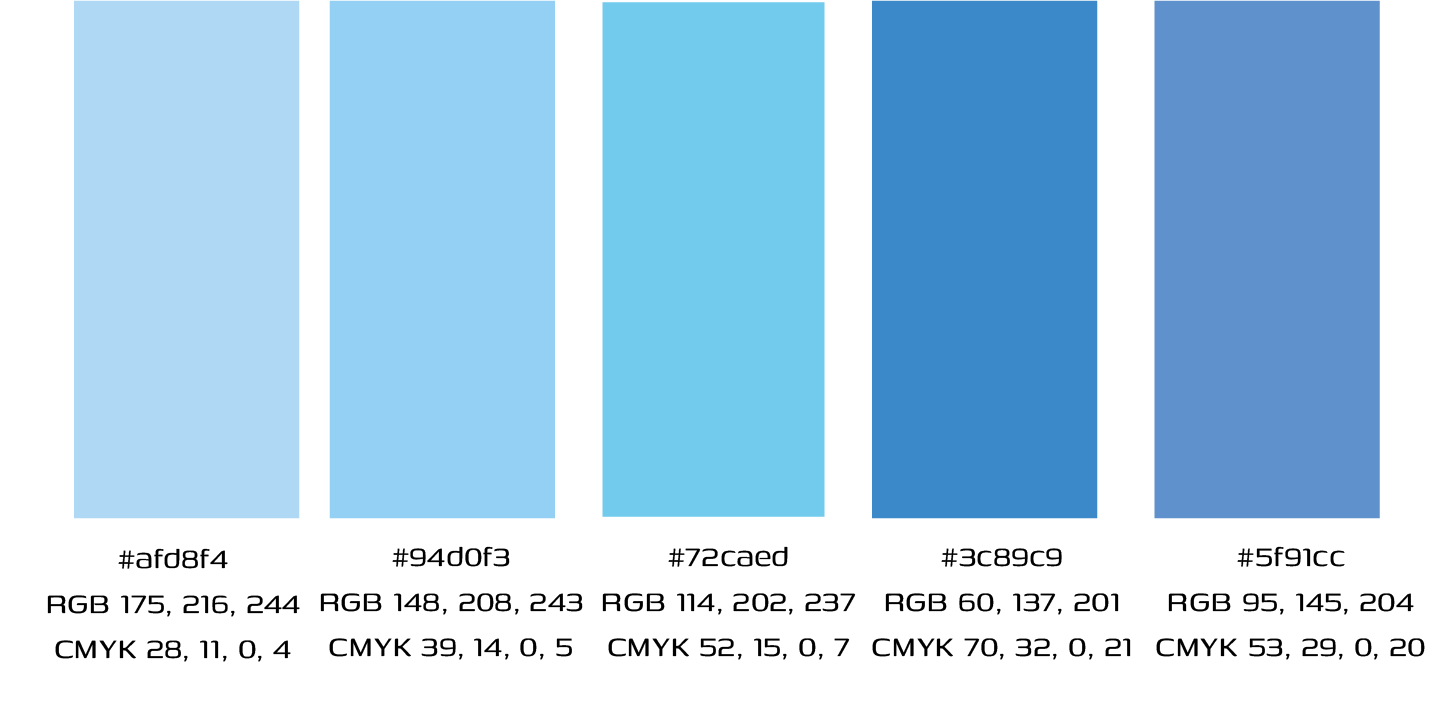 #afd8f4
RGB 175, 216, 244
CMYK 28, 11, 0, 4
#94d0f3
RGB 148, 208, 243
CMYK 39, 14, 0, 5
#72caed
RGB 114, 202, 237
CMYK 52, 15, 0, 7
#3c89c9
RGB 60, 137, 201
CMYK 70, 32, 0, 21
#5f91cc
RGB 95, 145, 204
CMYK 53, 29, 0, 20